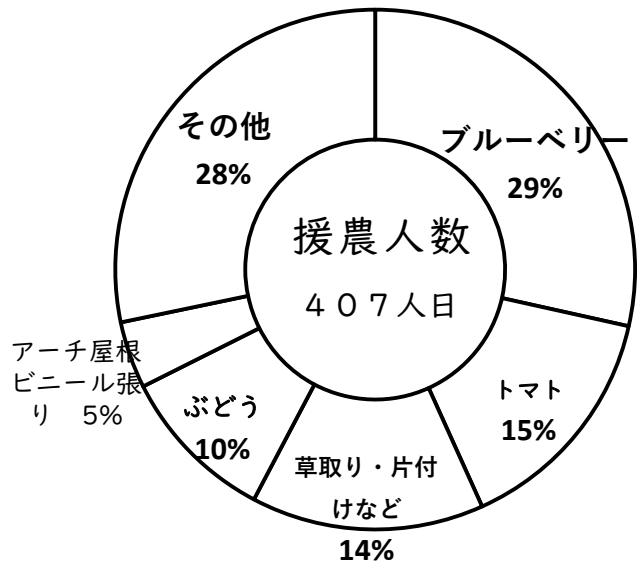 援農人数
407人日
ブルーベリー
29%
トマト
15%
草取り・片付
けなど
14%
ぶどう
10%
アーチ屋根
ビニール張
り 5%
その他
28%